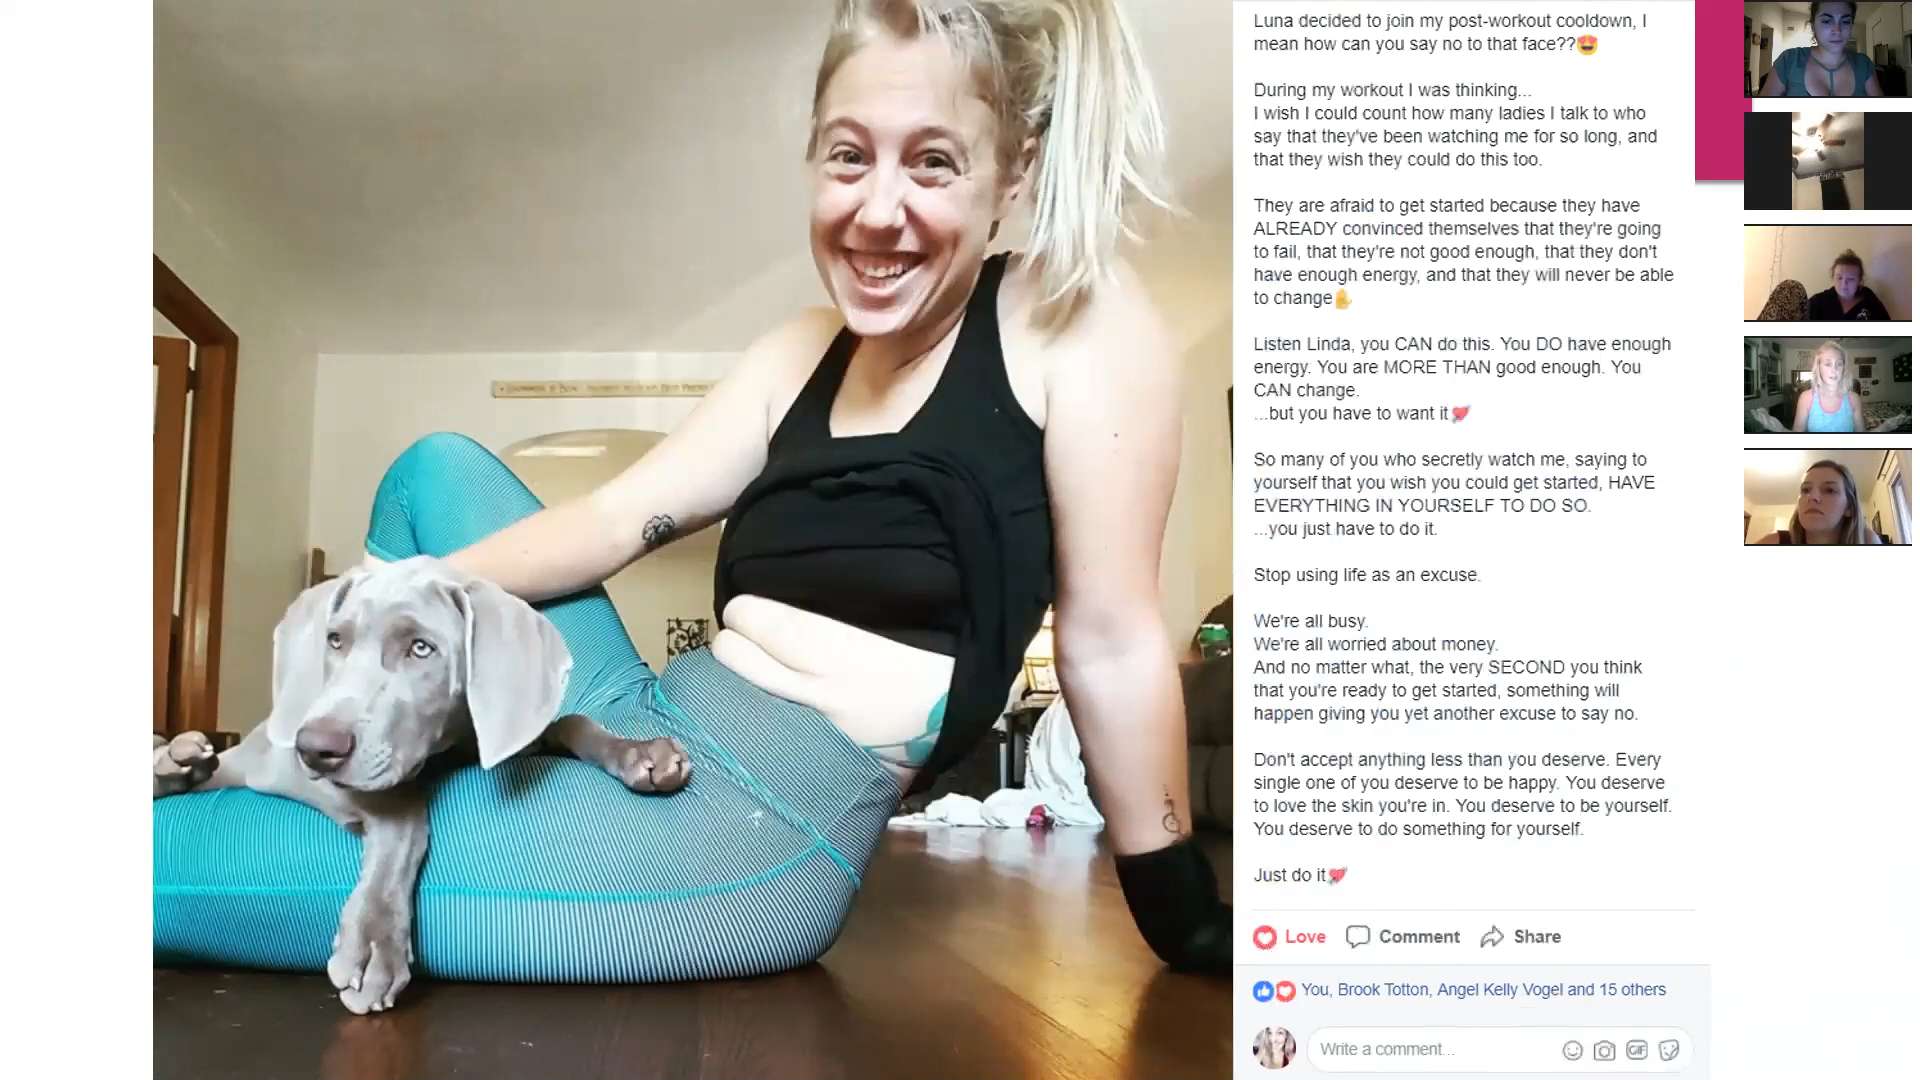 Luna decided to join my post-workout cooldown, I
mean how can you say no to that face??😍
During my workout I was thinking...
I wish I could count how many ladies I talk to who
say that they've been watching me for so long, and
that they wish they could do this too.
They are afraid to get started because they have
ALREADY convinced themselves that they're going
to fail, that they're not good enough, that they don't
have enough energy, and that they will never be able
to change✋
Listen Linda, you CAN do this. You DO have enough
energy. You are MORE THAN good enough. You
CAN change.
...but you have to want it💘
So many of you who secretly watch me, saying to
yourself that you wish you could get started, HAVE
EVERYTHING IN YOURSELF TO DO SO.
...you just have to do it.
Stop using life as an excuse.
We're all busy.
We're all worried about money.
And no matter what, the very SECOND you think
that you're ready to get started, something will
happen giving you yet another excuse to say no.
Don't accept anything less than you deserve. Every
single one of you deserve to be happy. You deserve
to love the skin you're in. You deserve to be yourself.
You deserve to do something for yourself.
Just do it💘
Love Comment Share
You, Brook Totton, Angel Kelly Vogel and 15 others
Write a comment...
GIF